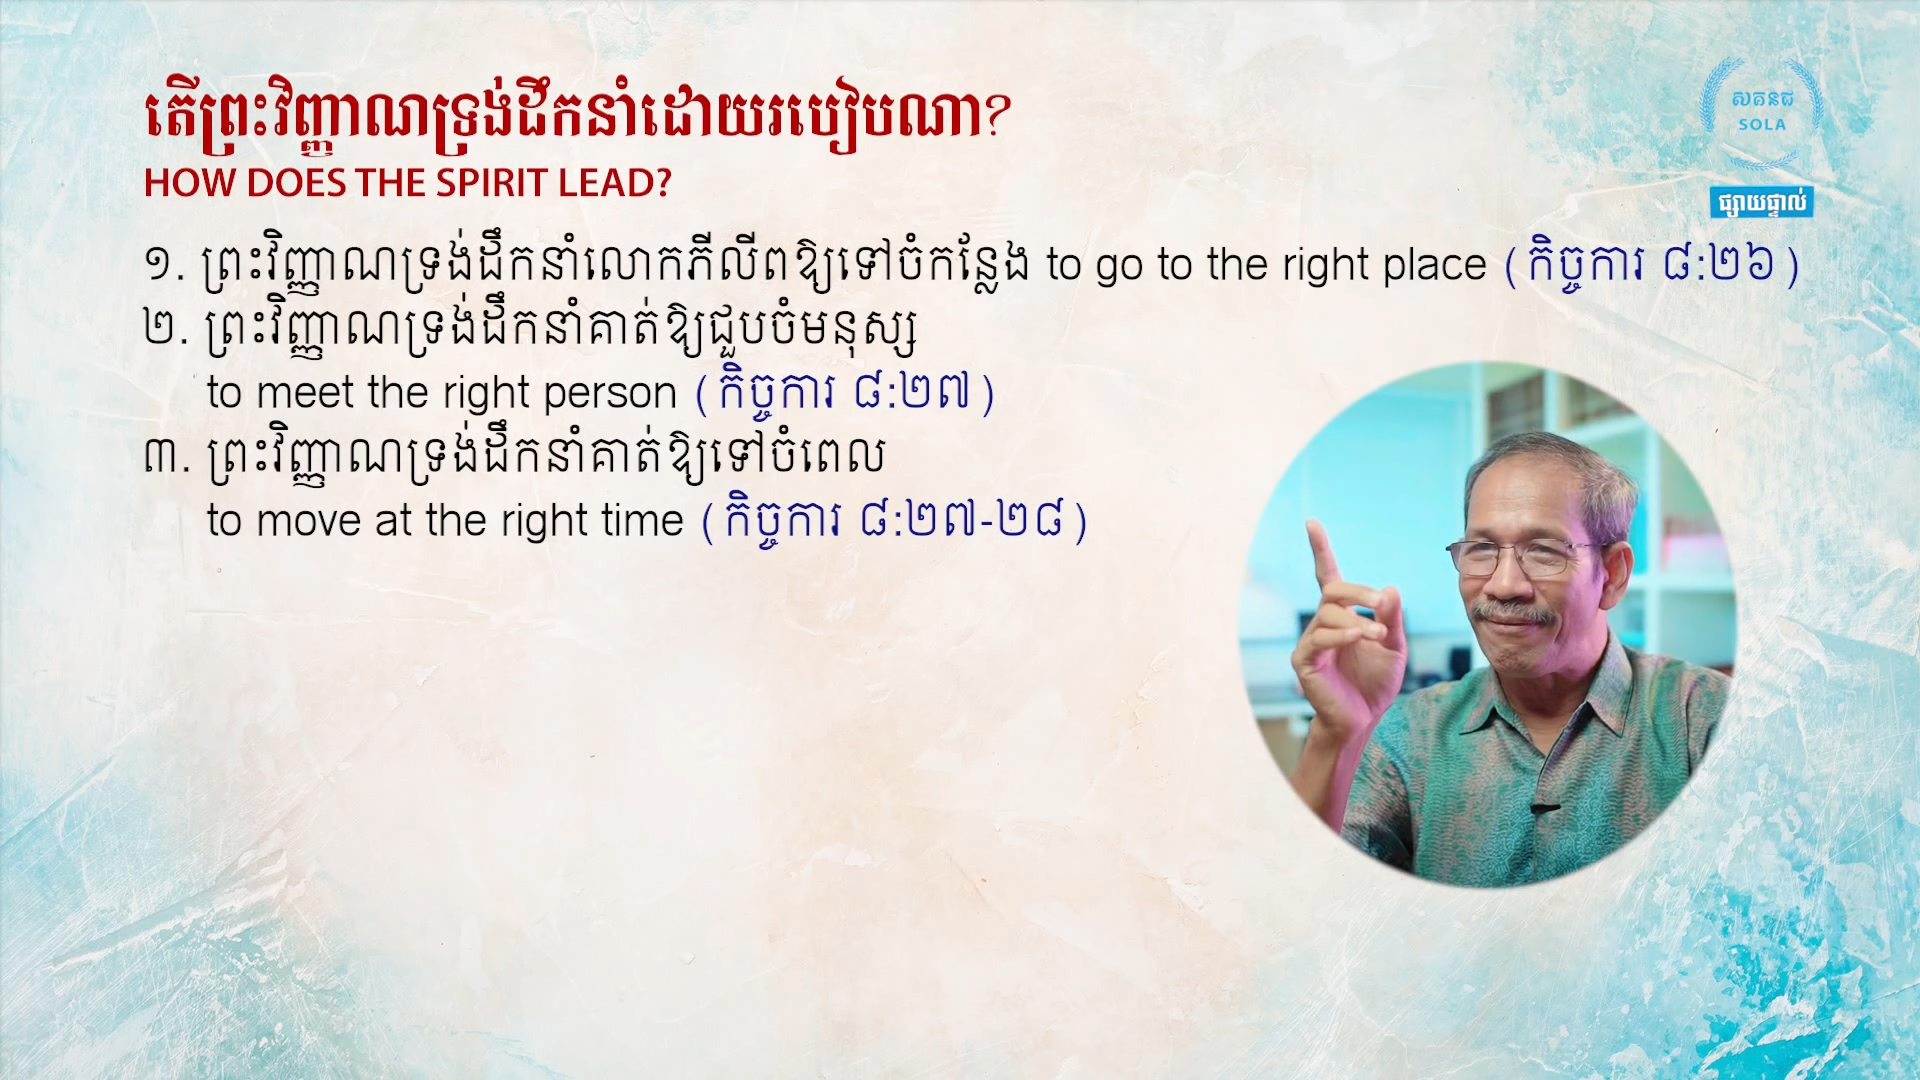 តើព្រះវិញ្ញាណទ្រង់ដឹកនាំដោយរបៀបណា?
HOW DOES THE SPIRIT LEAD?
១. ព្រះវិញ្ញាណទ្រង់ដឹកនាំលោកភីលីពឱ្យទៅចំកន្លែង to go to the right place (កិច្ចការ ៨:២៦)
២. ព្រះវិញ្ញាណទ្រង់ដឹកនាំគាត់ឱ្យជួបចំមនុស្ស
to meet the right person (កិច្ចការ ៨:២៧)
៣. ព្រះវិញ្ញាណទ្រង់ដឹកនាំគាត់ឱ្យទៅចំពេល
to move at the right time (កិច្ចការ ៨:២៧-២៨)
សគនជ
SOLA
ផ្សាយផ្ទាល់